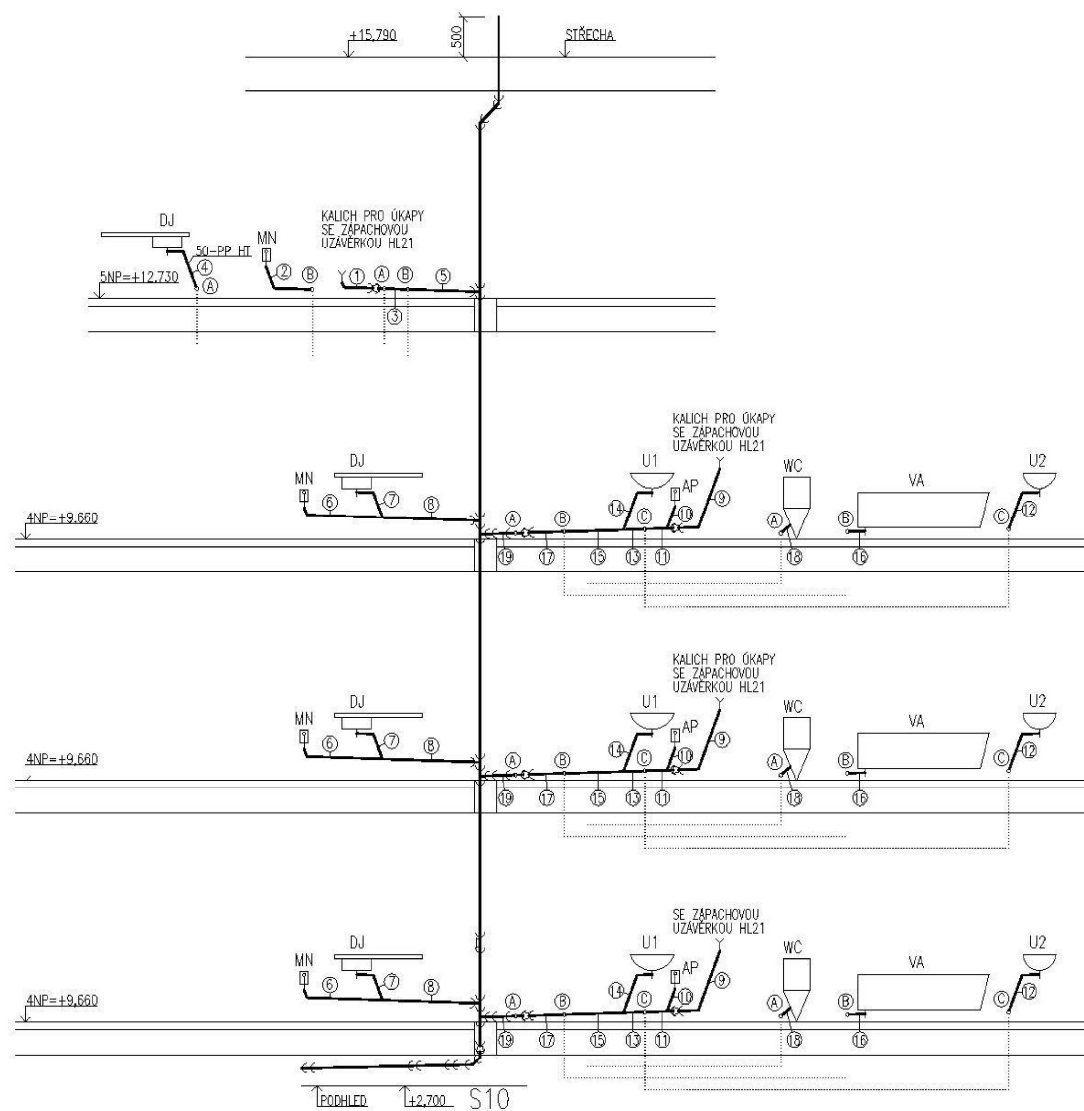 +15,790
500
STŘECHA
DJ
50-PP HT
4
A
MN
2
B
KALICH PRO ÚKAPY
SE ZÁPACHOVOU
UZÁVĚRKOU HL21
1
A
B
5
3
5NP=+12,730
KALICH PRO ÚKAPY
SE ZÁPACHOVOU
UZÁVĚRKOU HL21
MN
DJ
6
7
8
U1
AP
9
WC
VA
U2
14
10
12
4NP=+9,660
A
B
C
A
B
C
19
17
15
13
11
18
16
KALICH PRO ÚKAPY
SE ZÁPACHOVOU
UZÁVĚRKOU HL21
MN
DJ
6
7
8
U1
AP
9
WC
VA
U2
14
10
12
4NP=+9,660
A
B
C
A
B
C
19
17
15
13
11
18
16
SE ZÁPACHOVOU
UZÁVĚRKOU HL21
MN
DJ
6
7
8
U1
AP
9
WC
VA
U2
14
10
12
4NP=+9,660
A
B
C
A
B
C
19
17
15
13
11
18
16
PODHLED
+2,700
S10